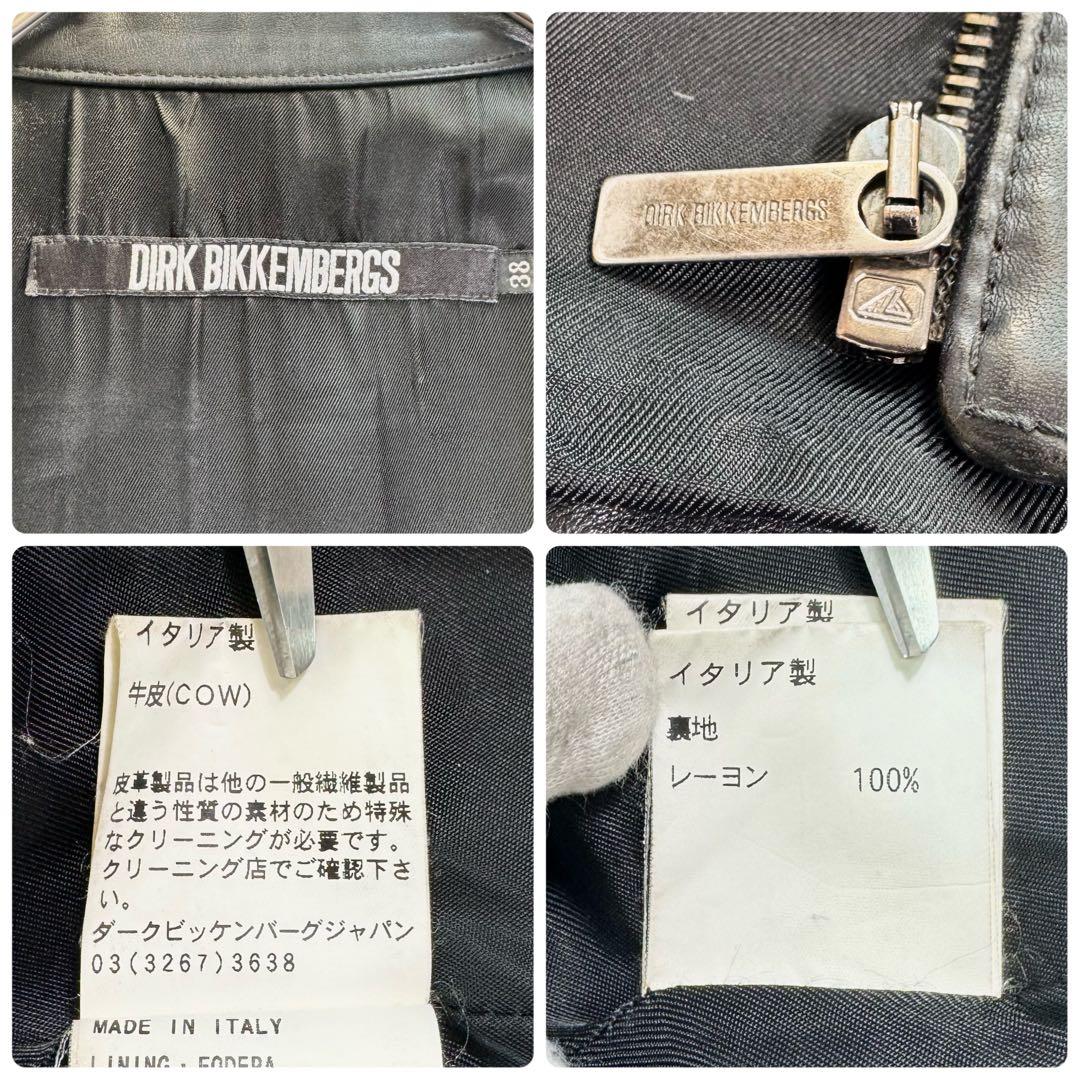 DIRK BIKKEMBERGS
38
DIRK BIKKEMBERGS
イタリア製
牛皮(COW)
皮革製品は他の一般繊維製品
と違う性質の素材のため特殊
なクリーニングが必要です。
クリーニング店でご確認下さ
い。
ダークビッケンバーグジャパン
03(3267)3638
MADE IN ITALY
LINING : FODERA
イタリア製
イタリア製
裏地
レーヨン 100%